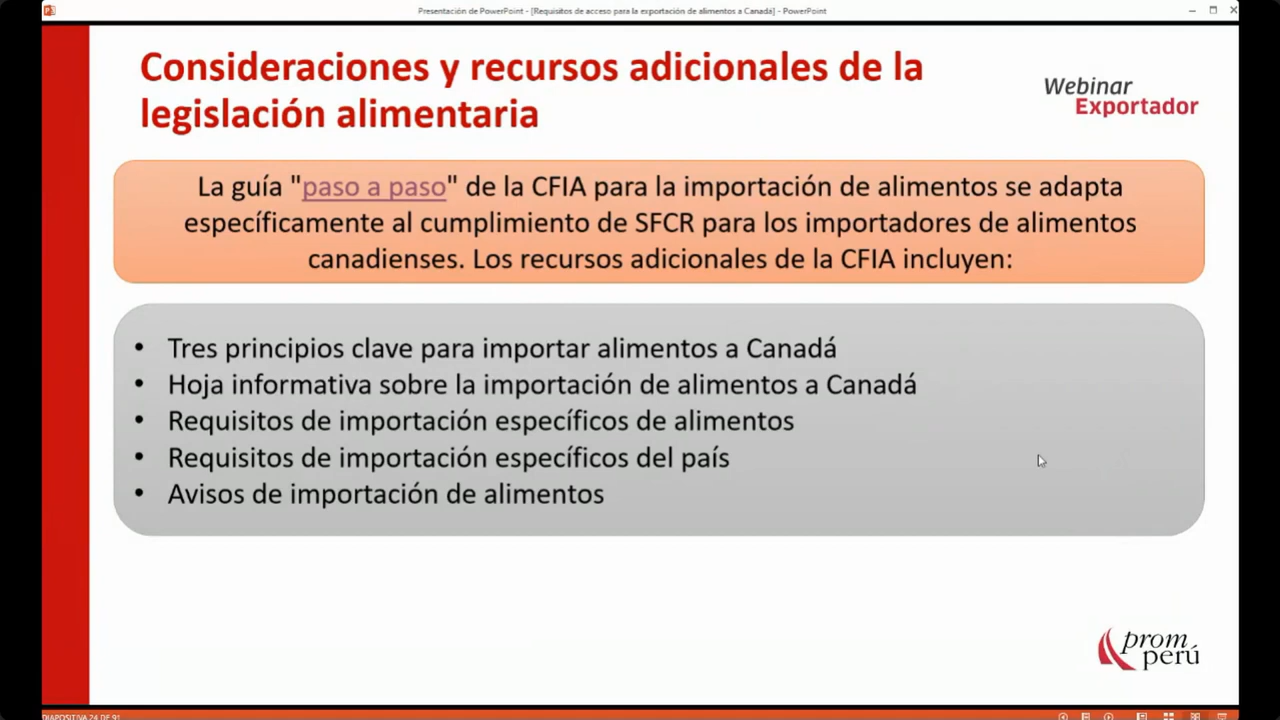 Presentación de PowerPoint - [Requisitos de acceso para la exportación de alimentos a Canadá] - PowerPoint
Consideraciones y recursos adicionales de la
legislación alimentaria
Webinar
Exportador
La guía "paso a paso" de la CFIA para la importación de alimentos se adapta
específicamente al cumplimiento de SFCR para los importadores de alimentos
canadienses. Los recursos adicionales de la CFIA incluyen:
• Tres principios clave para importar alimentos a Canadá
• Hoja informativa sobre la importación de alimentos a Canadá
• Requisitos de importación específicos de alimentos
• Requisitos de importación específicos del país
• Avisos de importación de alimentos
prom
perú
DIAPOSITIVA 24 DE 91